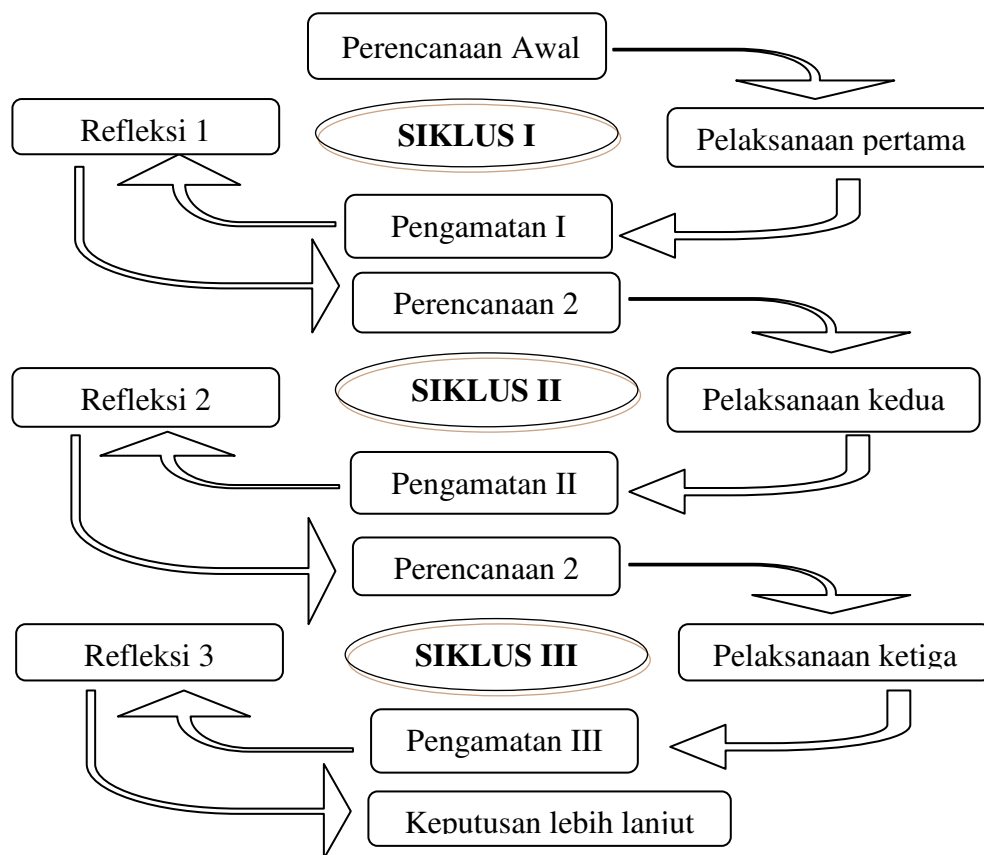 Perencanaan Awal
Refleksi 1
SIKLUS I
Pelaksanaan pertama
Pengamatan I
Perencanaan 2
Refleksi 2
SIKLUS II
Pelaksanaan kedua
Pengamatan II
Perencanaan 2
Refleksi 3
SIKLUS III
Pelaksanaan ketiga
Pengamatan III
Keputusan lebih lanjut